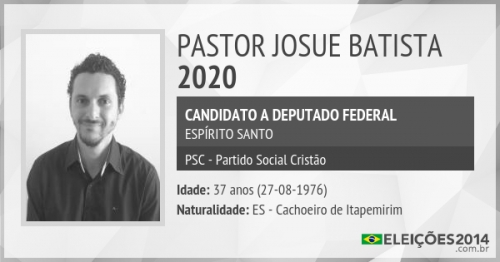 PASTOR JOSUE BATISTA
2020
CANDIDATO A DEPUTADO FEDERAL
ESPÍRITO SANTO
PSC - Partido Social Cristão
Idade: 37 anos (27-08-1976)
Naturalidade: ES - Cachoeiro de Itapemirim
ELEIÇÕES2014
.com.br